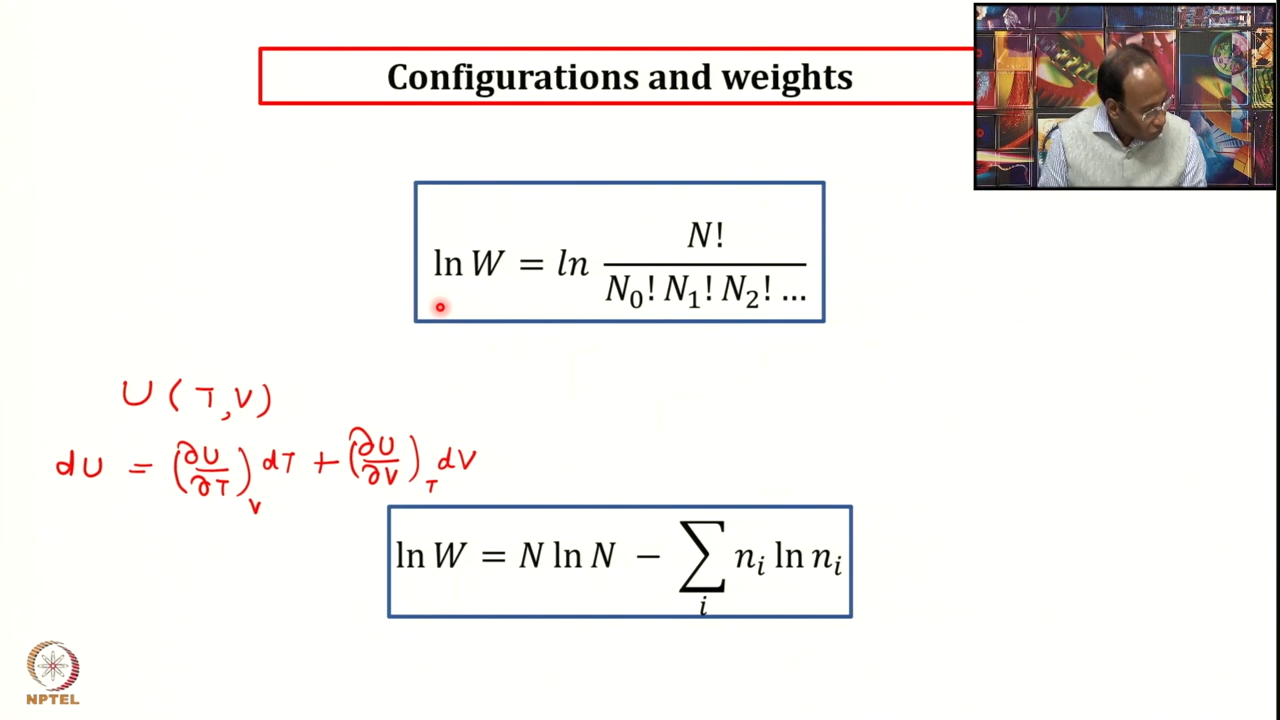 Configurations and weights
ln W = ln N! / N₀! N₁! N₂! ...
U (T, V)
dU = (∂U/∂T)_V dT + (∂U/∂V)_T dV
ln W = N ln N − ∑_i n_i ln n_i
NPTEL